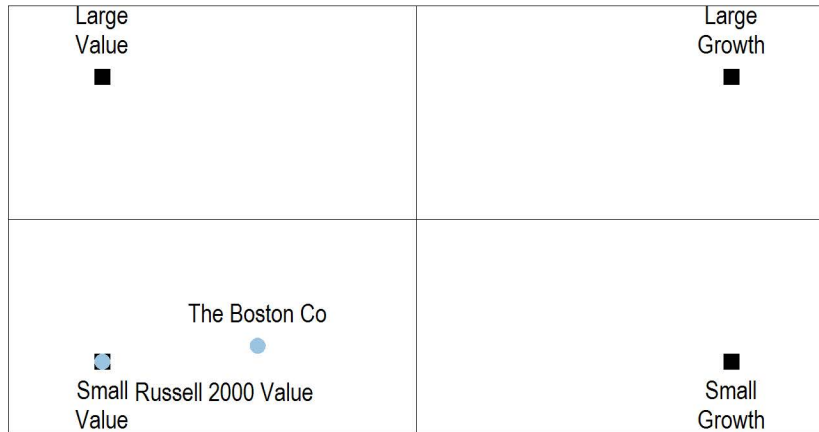 Large
Value
Large
Growth
The Boston Co
Small
Value
Russell 2000 Value
Small
Growth